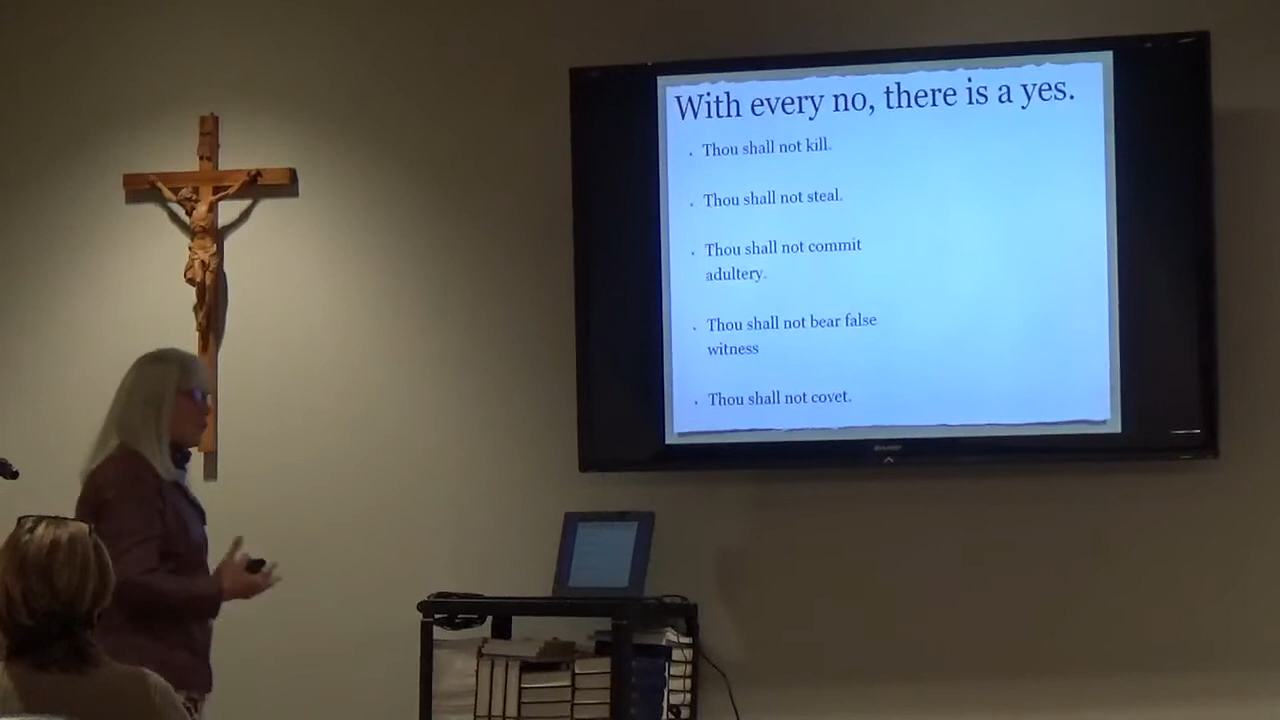 With every no, there is a yes.
. Thou shall not kill.
. Thou shall not steal.
. Thou shall not commit
adultery.
. Thou shall not bear false
witness
. Thou shall not covet.
SHARP